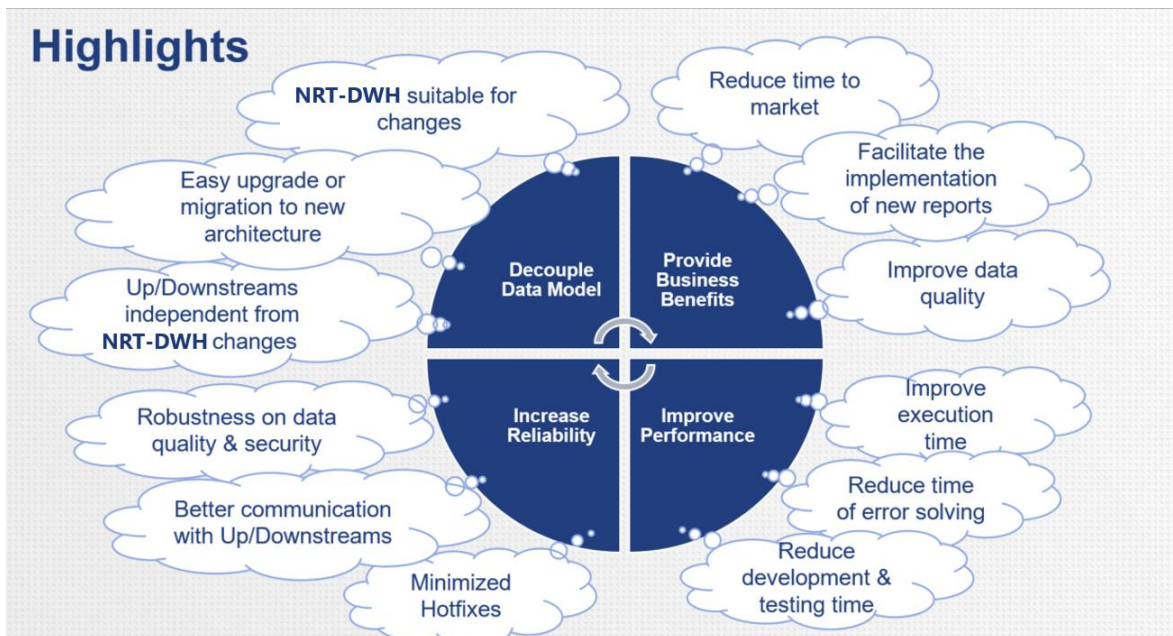 Highlights
NRT-DWH suitable for
changes
Easy upgrade or
migration to new
architecture
Up/Downstreams
independent from
NRT-DWH changes
Decouple
Data Model
Reduce time to
market
Facilitate the
implementation
of new reports
Improve data
quality
Provide
Business
Benefits
Robustness on data
quality & security
Better communication
with Up/Downstreams
Minimized
Hotfixes
Increase
Reliability
Improve
Performance
Improve
execution
time
Reduce time
of error solving
Reduce
development &
testing time